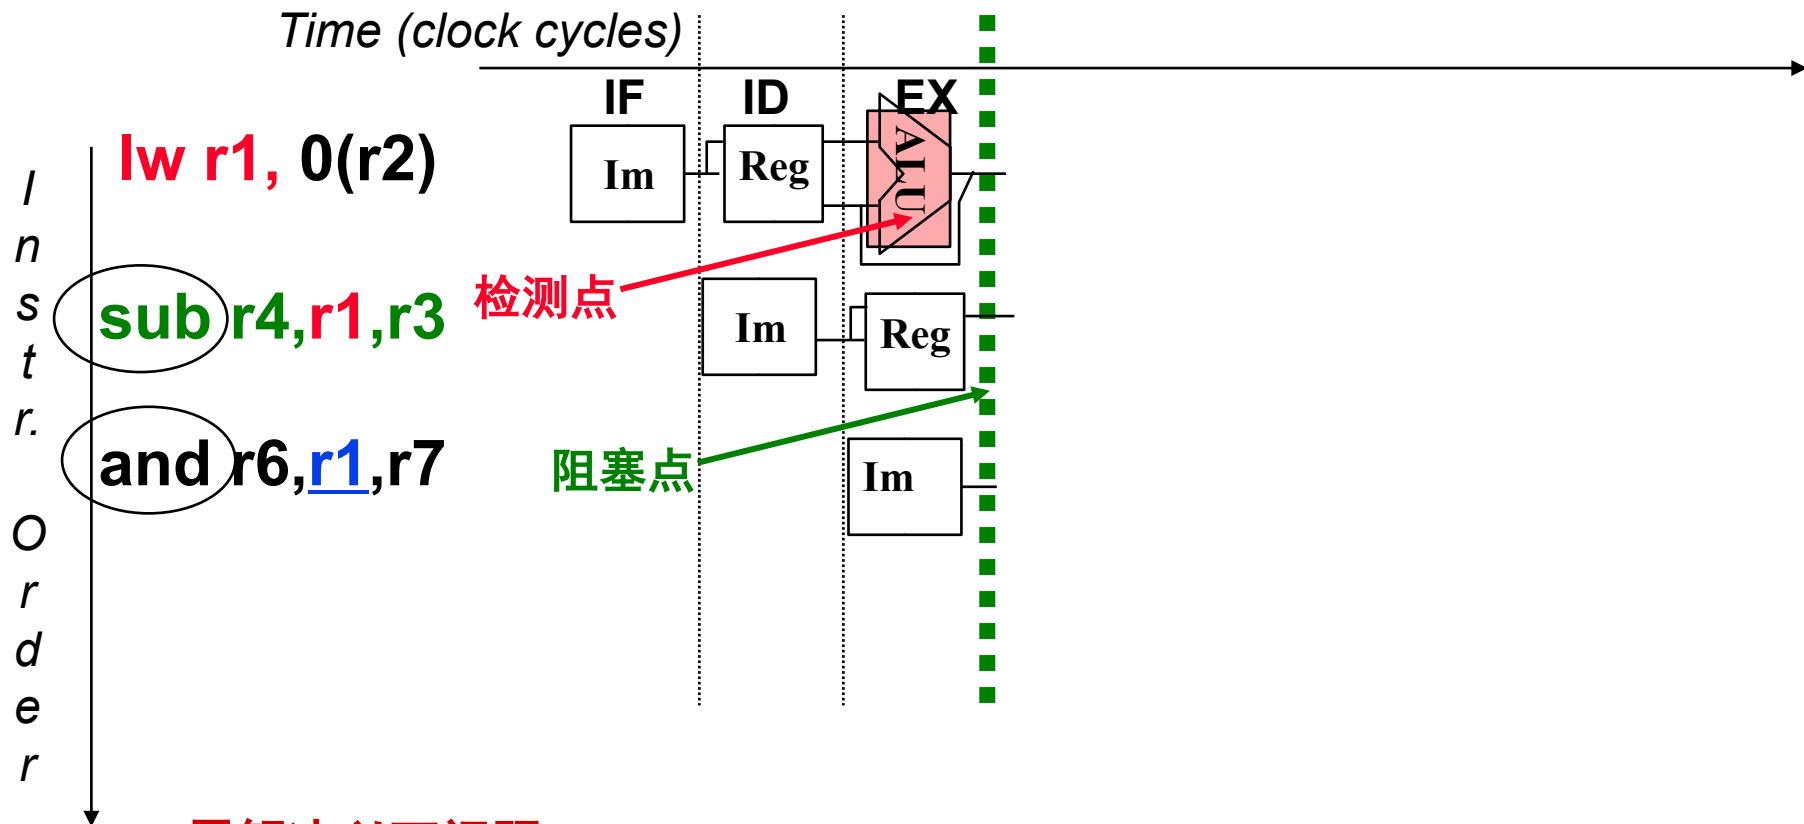 Time (clock cycles)
IF ID EX
lw r1, 0(r2)
Im Reg ALU
检测点
sub r4,r1,r3
Im Reg
阻塞点
and r6,r1,r7
Im
Instr. Order